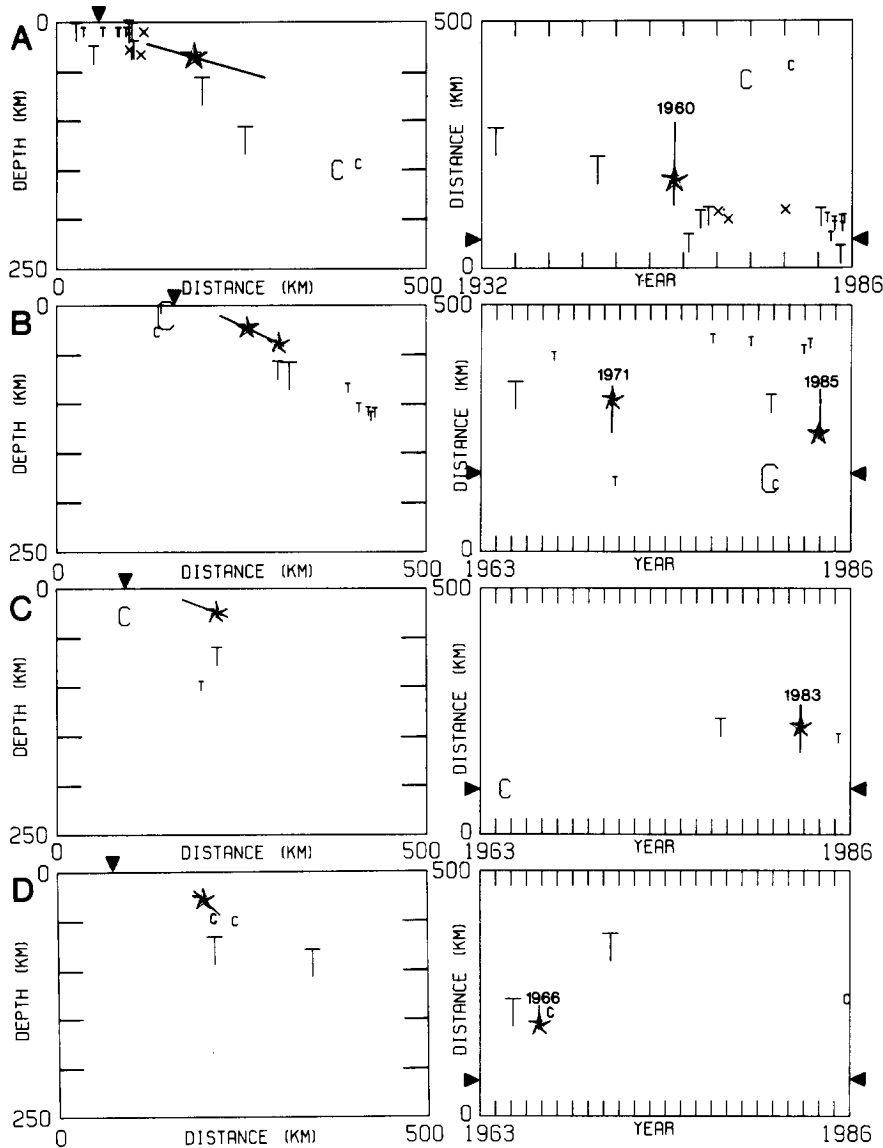 A
0
DEPTH (KM)
250
0
DISTANCE (KM)
500
500
DISTANCE (KM)
0
1960
T T T T T T T T T T
C c
× × ×
1932
YEAR
1986
B
0
DEPTH (KM)
250
0
DISTANCE (KM)
500
500
DISTANCE (KM)
0
1971
1985
C c
1963
YEAR
1986
C
0
DEPTH (KM)
250
0
DISTANCE (KM)
500
500
DISTANCE (KM)
0
1983
C
1963
YEAR
1986
D
0
DEPTH (KM)
250
0
DISTANCE (KM)
500
500
DISTANCE (KM)
0
1966
C
1963
YEAR
1986